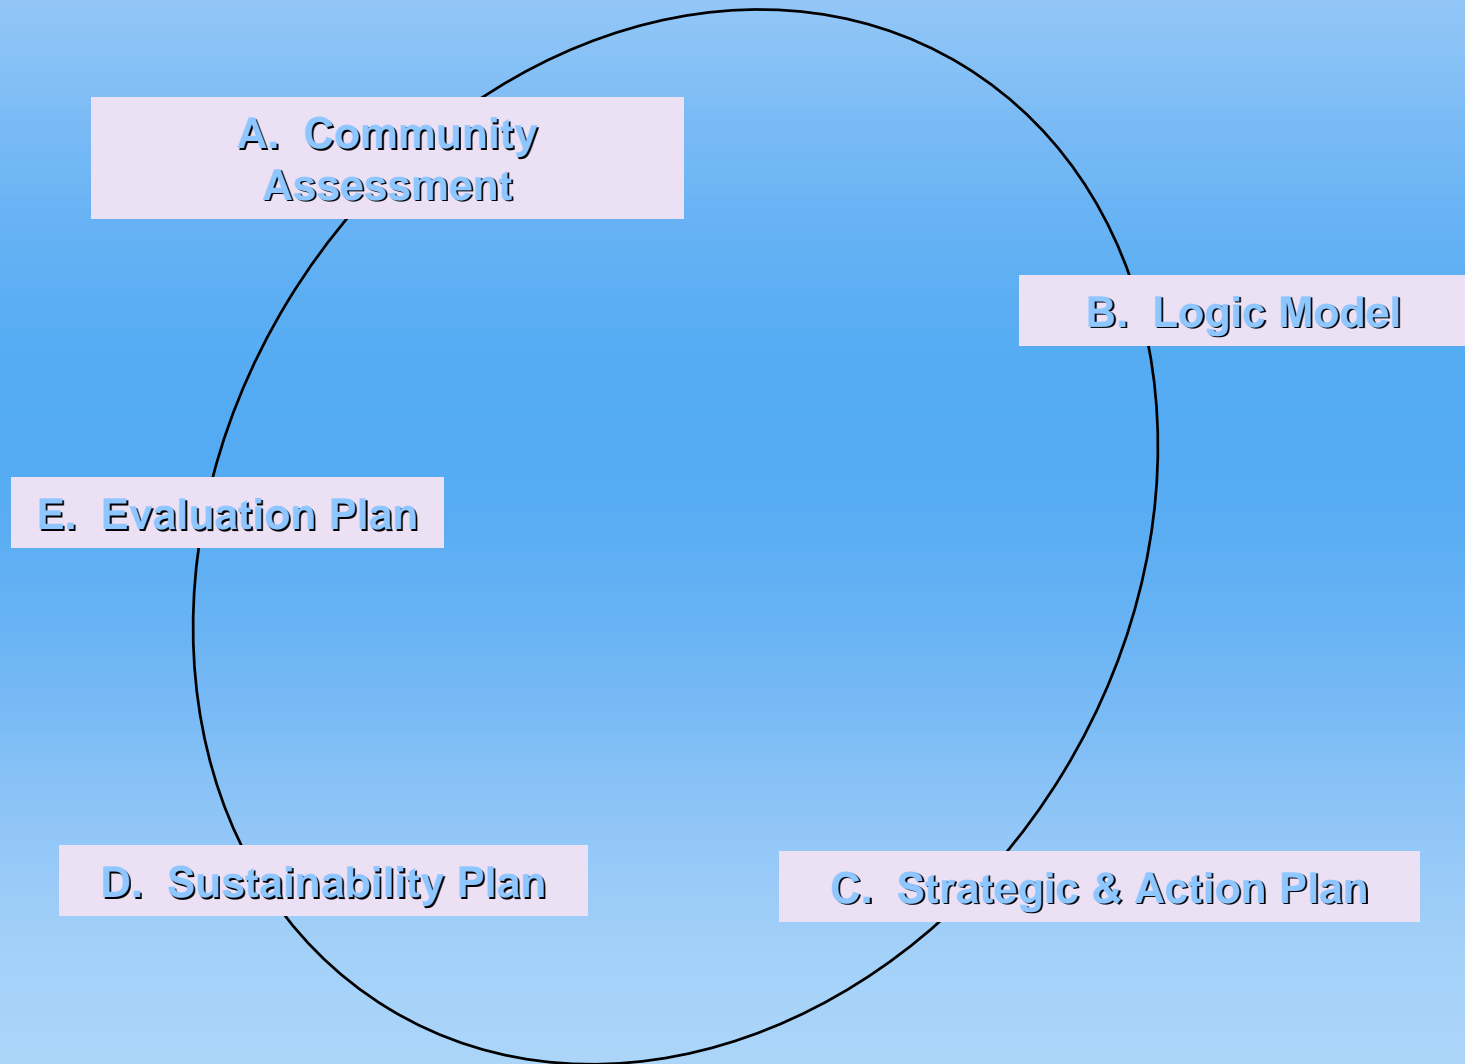 A. Community
Assessment
B. Logic Model
E. Evaluation Plan
D. Sustainability Plan
C. Strategic & Action Plan